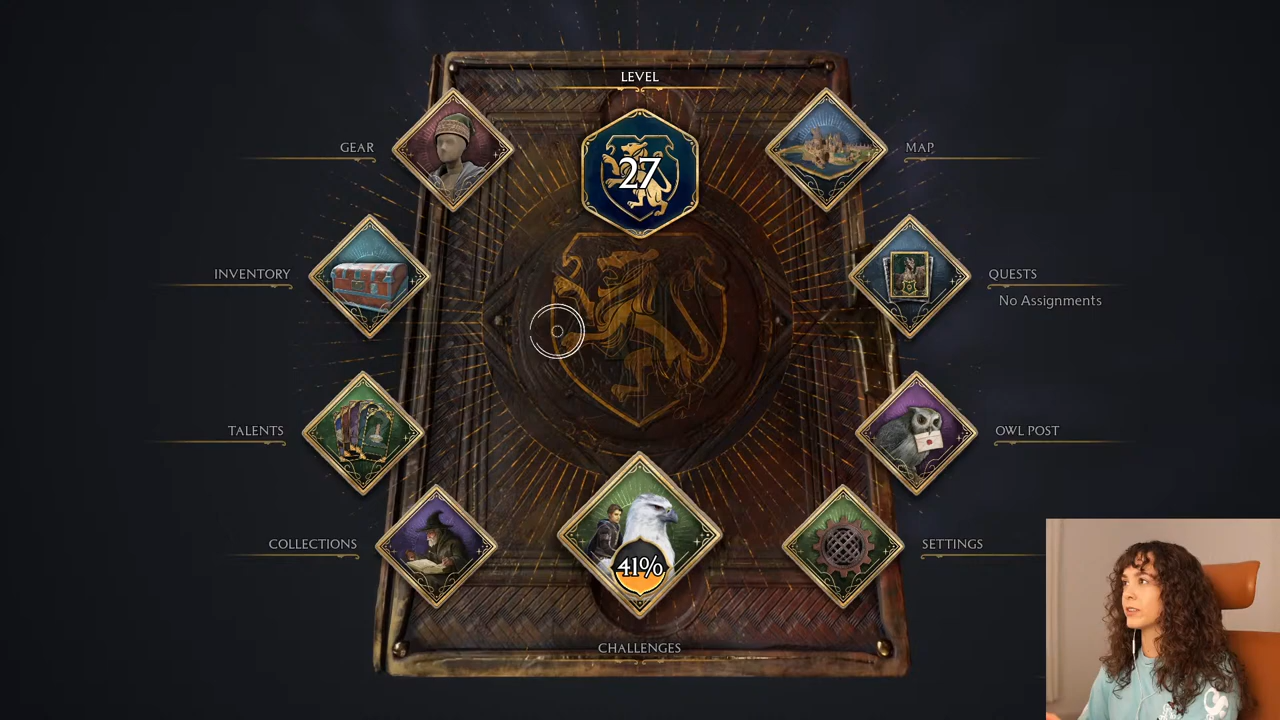 LEVEL
27
GEAR
MAP
INVENTORY
QUESTS
No Assignments
TALENTS
OWL POST
COLLECTIONS
41%
SETTINGS
CHALLENGES